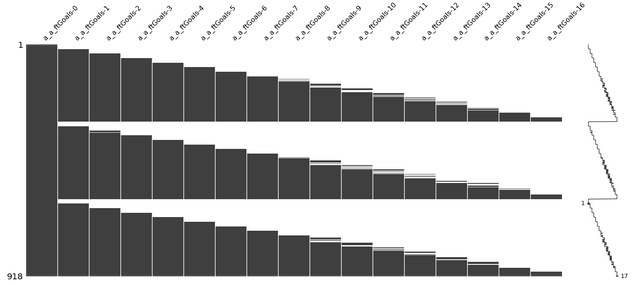 a_a_ftGoals-0
a_a_ftGoals-1
a_a_ftGoals-2
a_a_ftGoals-3
a_a_ftGoals-4
a_a_ftGoals-5
a_a_ftGoals-6
a_a_ftGoals-7
a_a_ftGoals-8
a_a_ftGoals-9
a_a_ftGoals-10
a_a_ftGoals-11
a_a_ftGoals-12
a_a_ftGoals-13
a_a_ftGoals-14
a_a_ftGoals-15
a_a_ftGoals-16
1
1
918
17